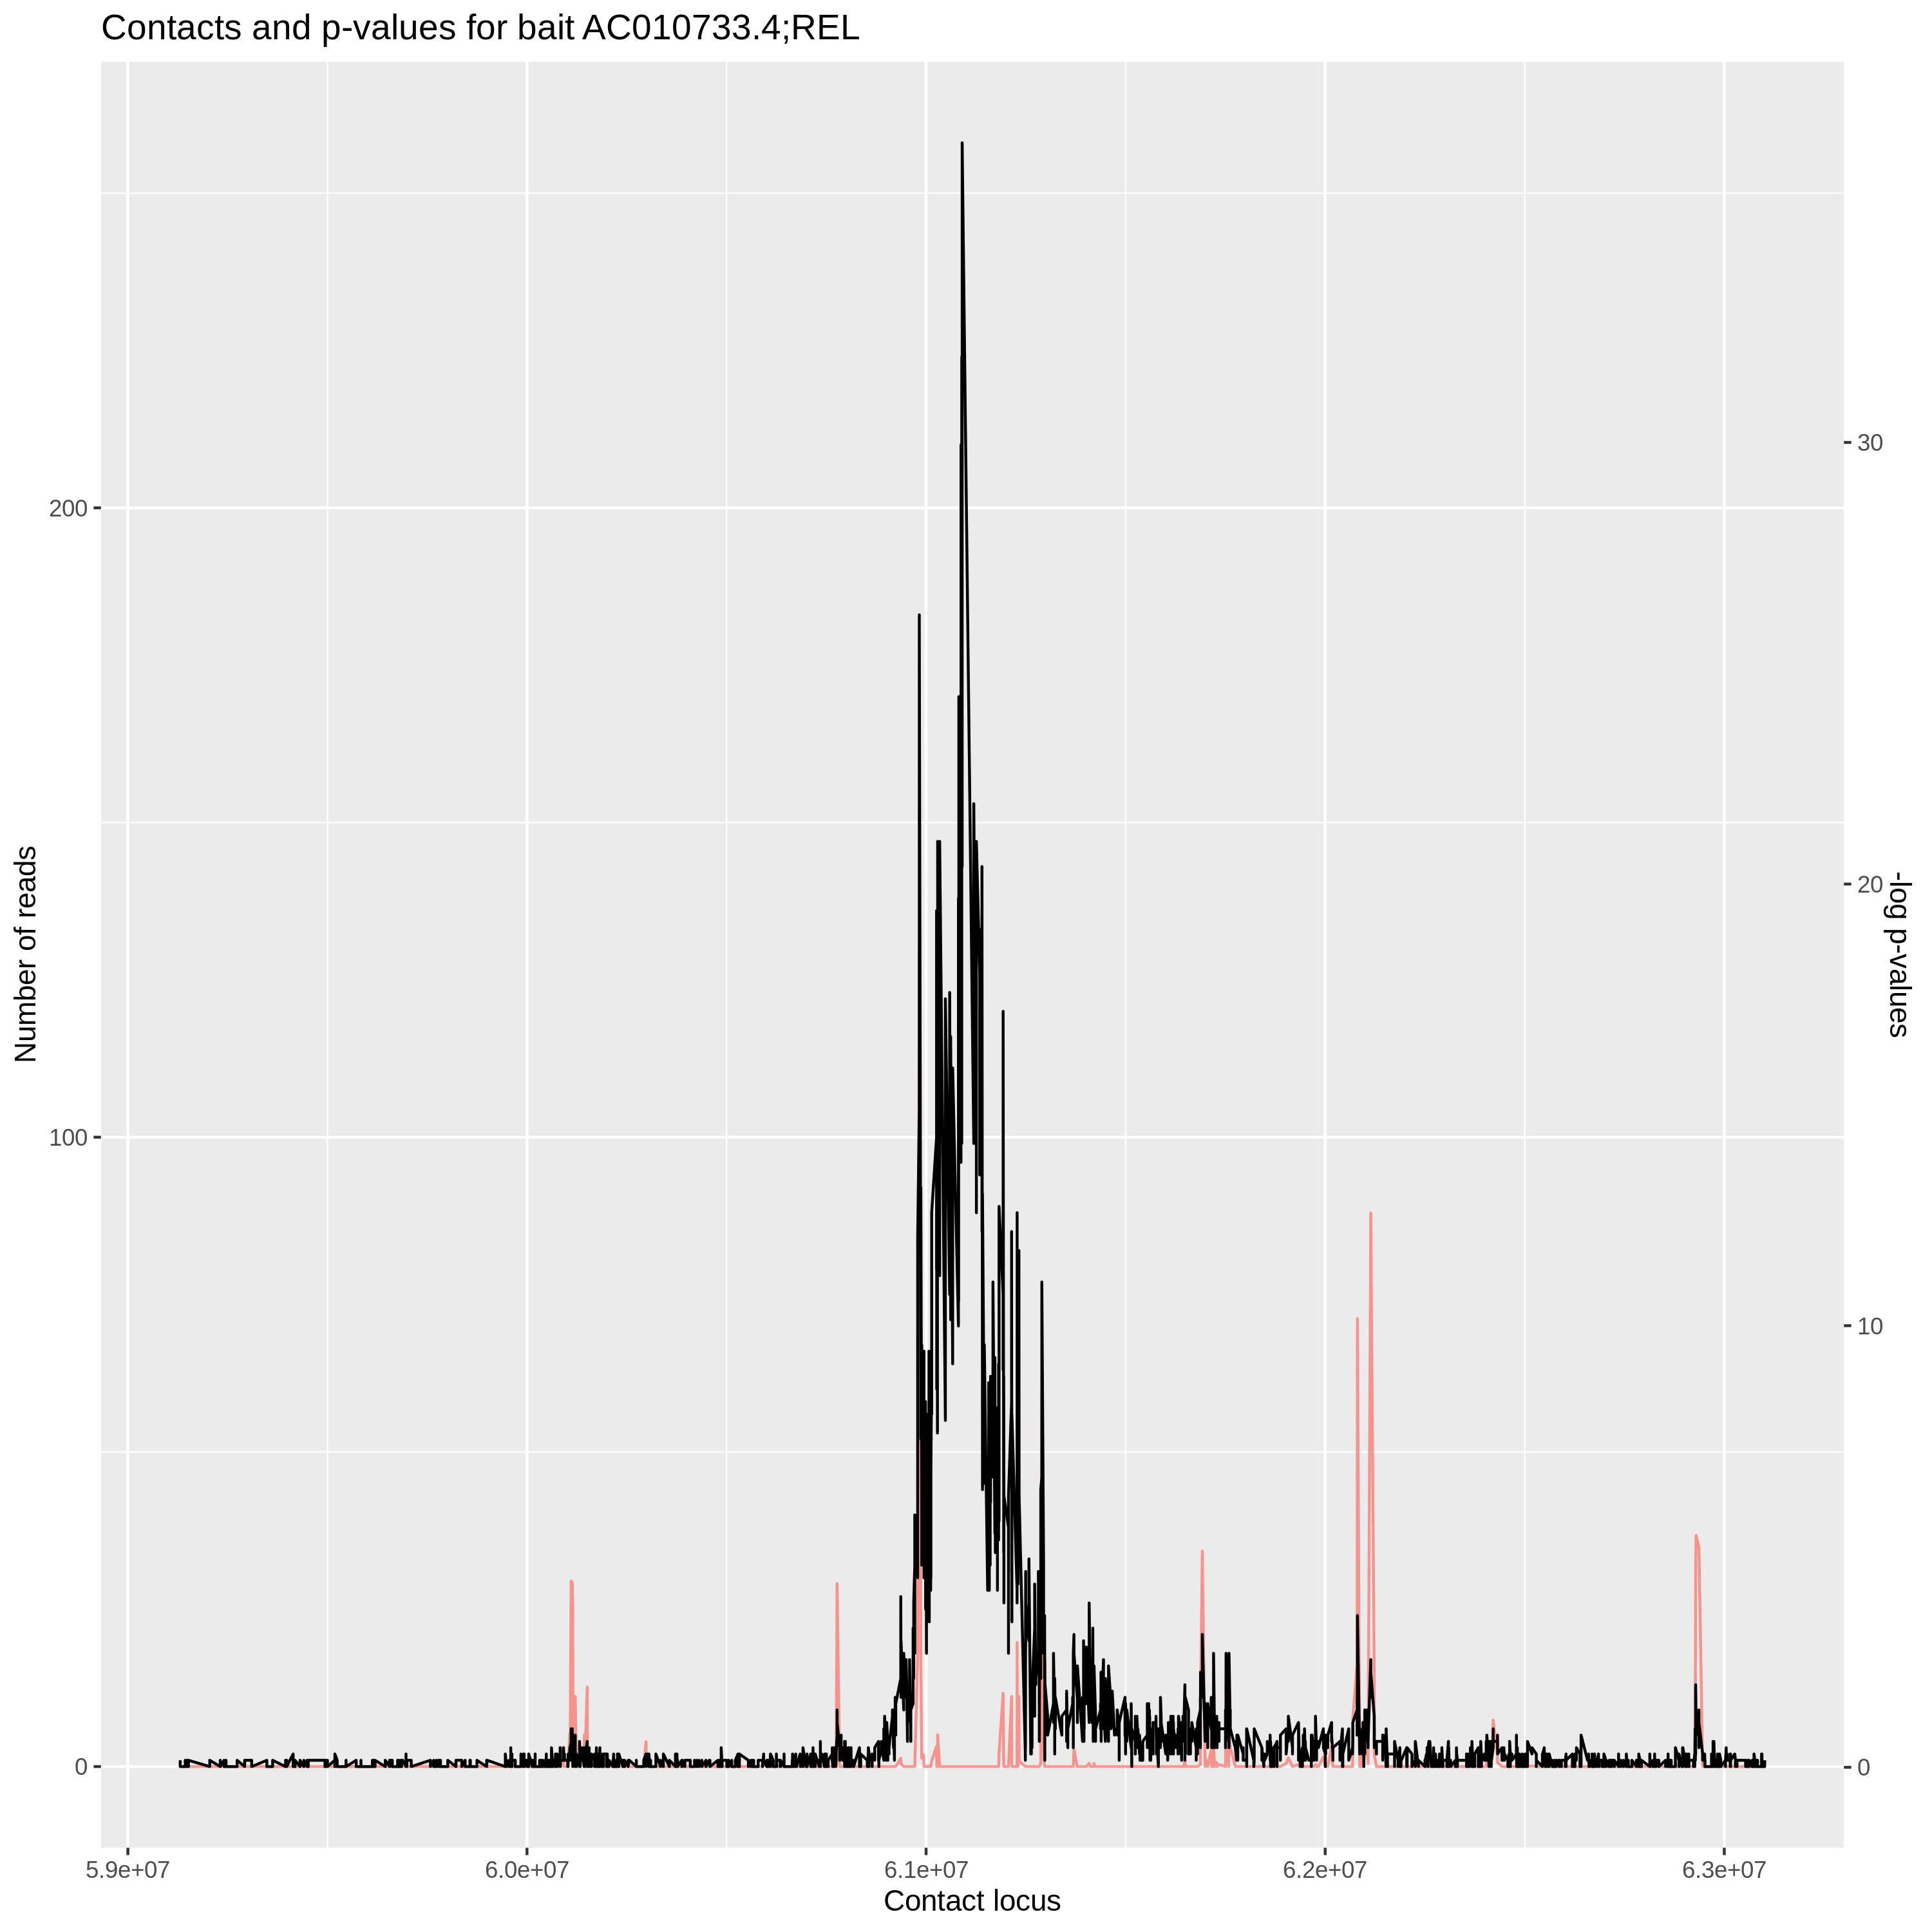 Contacts and p-values for bait AC010733.4;REL
200
100
0
Number of reads
30
20
10
0
-log p-values
5.9e+07
6.0e+07
6.1e+07
6.2e+07
6.3e+07
Contact locus